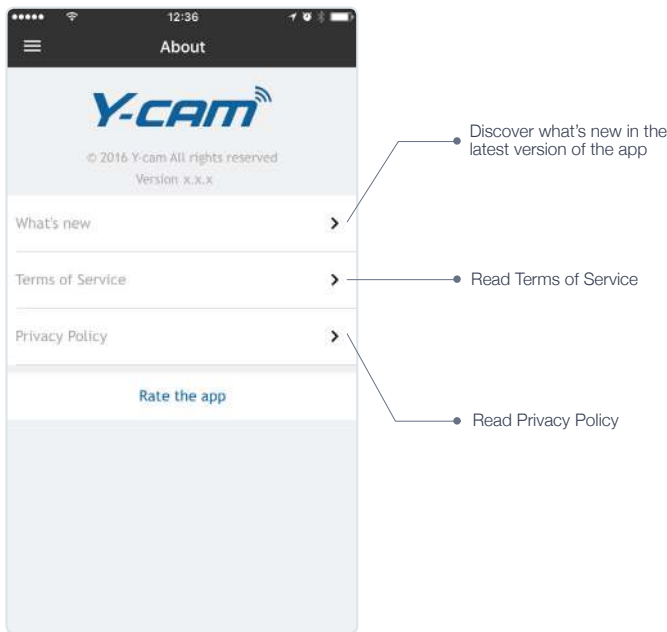 12:36
About
Y-cam
© 2016 Y-cam All rights reserved
Version x.x.x
What's new
Terms of Service
Privacy Policy
Rate the app
Discover what's new in the
latest version of the app
Read Terms of Service
Read Privacy Policy